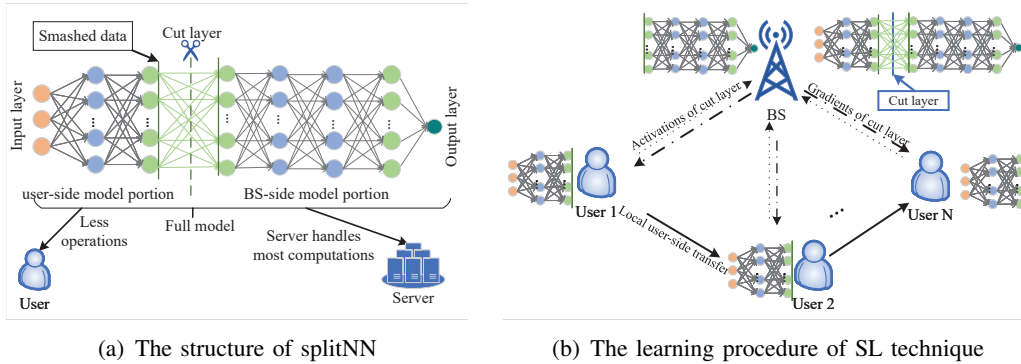 Smashed data
Cut layer
Input layer
...
...
...
...
...
...
Output layer
user-side model portion
BS-side model portion
Less
operations
Full model
Server handles
most computations
User
Server
(a) The structure of splitNN
Cut layer
BS
Activations of cut layer
Gradients of cut layer
User 1
User N
Local user-side transfer
...
User 2
(b) The learning procedure of SL technique